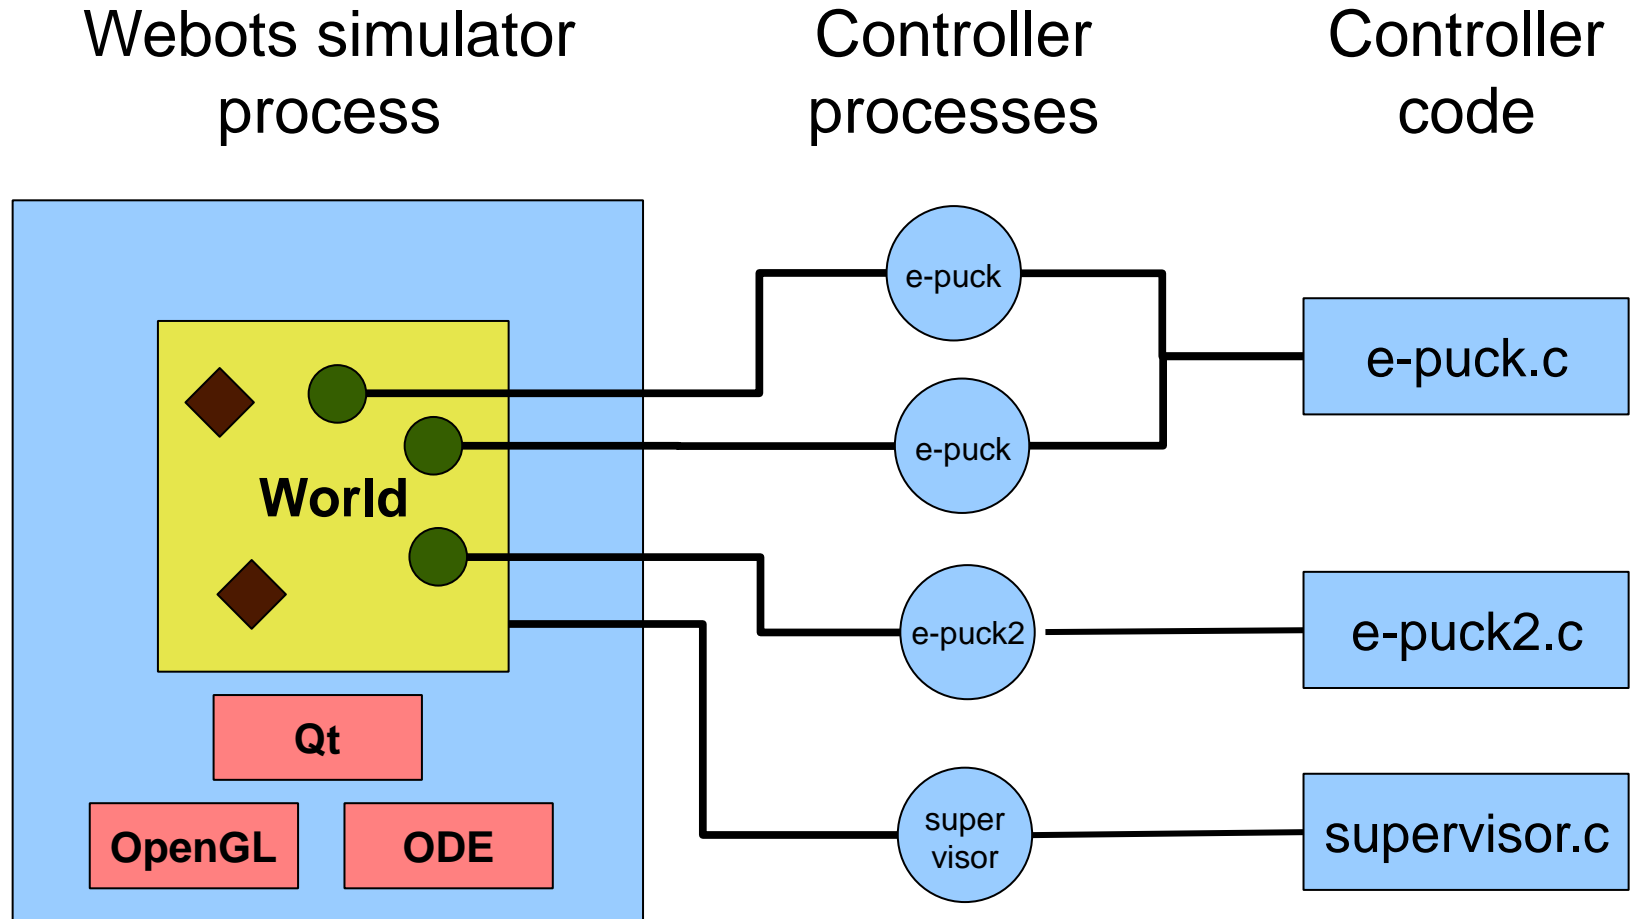 Webots simulator
process
Controller
processes
Controller
code
e-puck
e-puck.c
e-puck
World
e-puck2
e-puck2.c
Qt
super
visor
supervisor.c
OpenGL
ODE